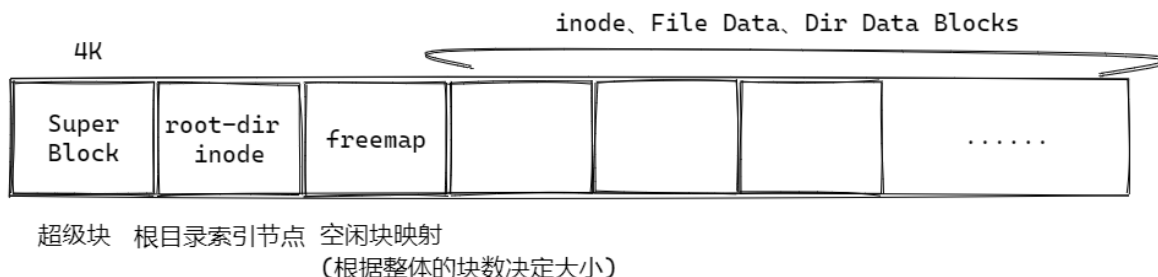 inode、File Data、Dir Data Blocks
4K
Super
Block
root-dir
inode
freemap
......
超级块
根目录索引节点
空闲块映射
(根据整体的块数决定大小)